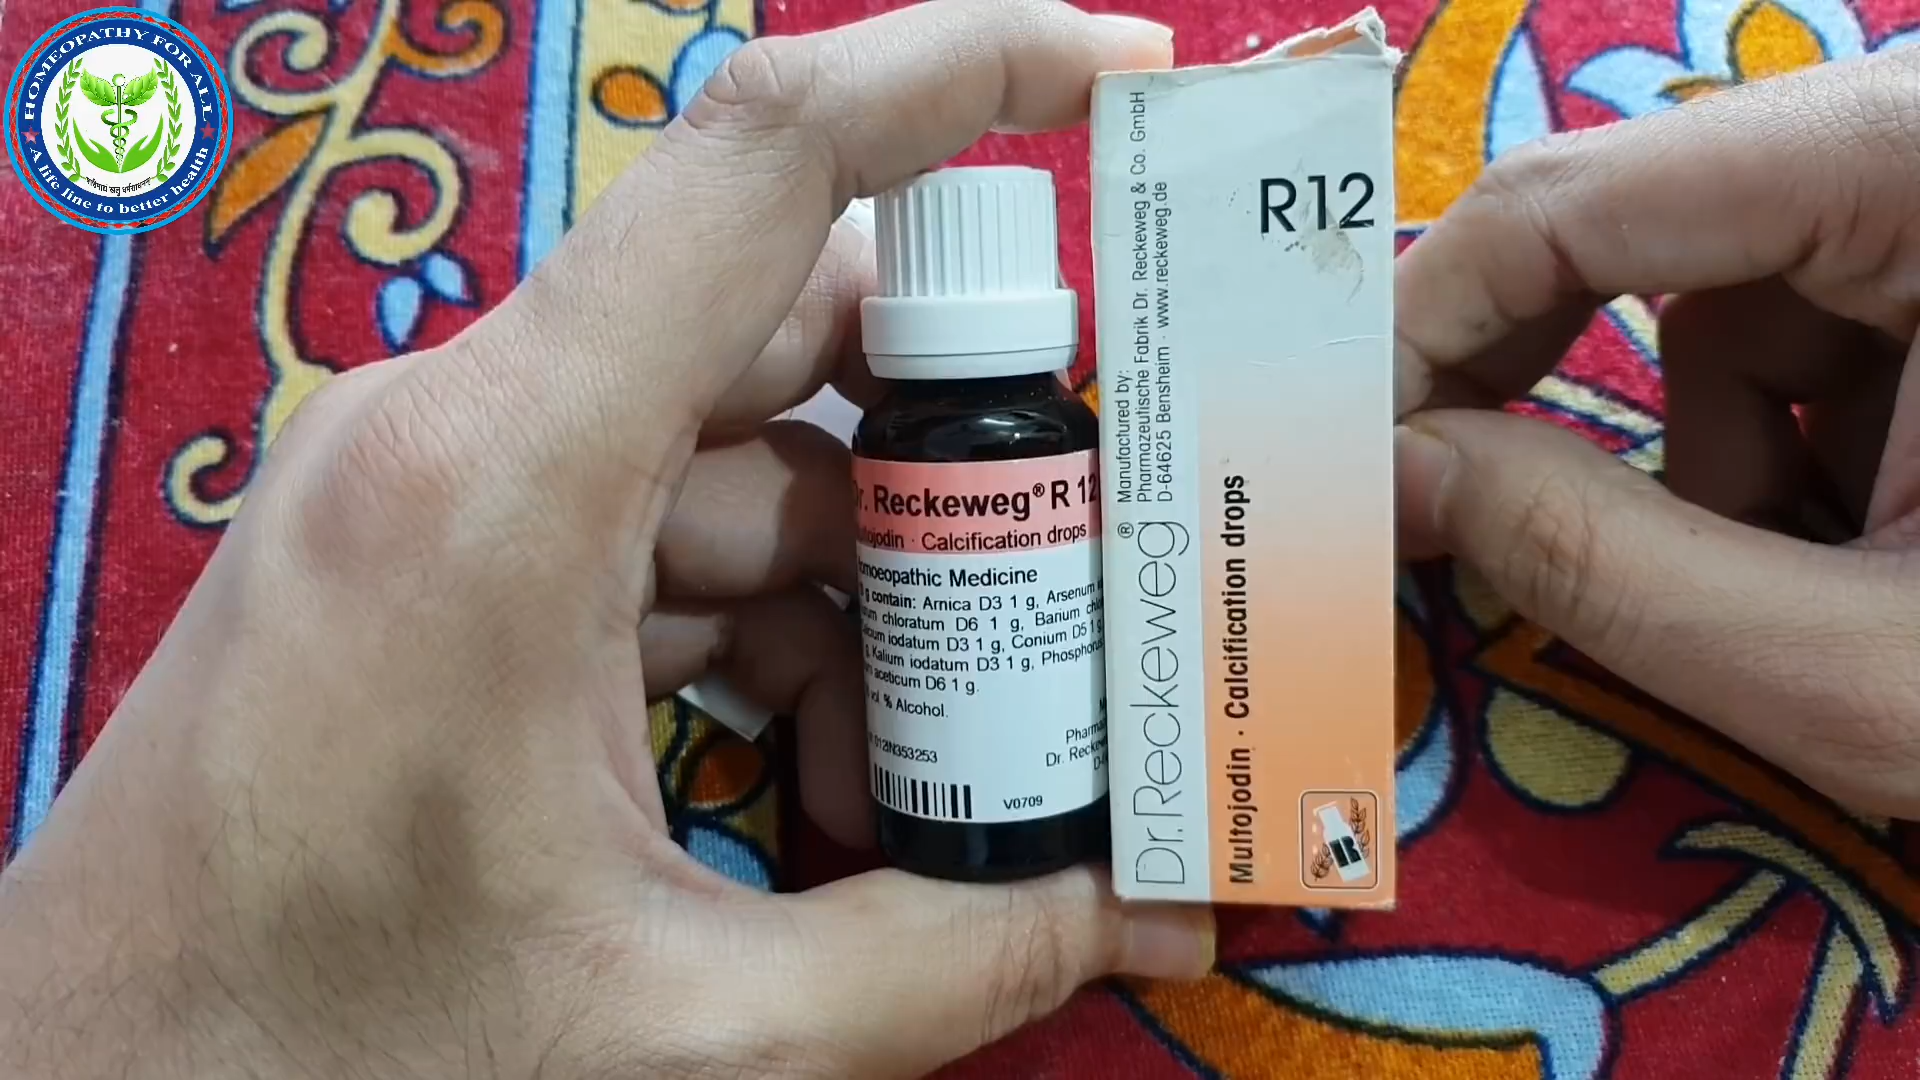 HOMEOPATHY FOR ALL
A life line to better health
R12
Manufactured by:
Pharmazeutische Fabrik Dr. Reckeweg & Co. GmbH
D-64625 Bensheim · www.reckeweg.de
Dr.Reckeweg®
Multojodin · Calcification drops
Reckeweg® R 12
Calcification drops
Medicine
contain: Arnica D3 1 g, Arsenum
chloratum D6 1 g, Barium
iodatum D3 1 g, Conium D5 1 g
Kalium iodatum D3 1 g, Phosphorus
aceticum D6 1 g.
vol % Alcohol.
012IN353253
V0709
Dr.